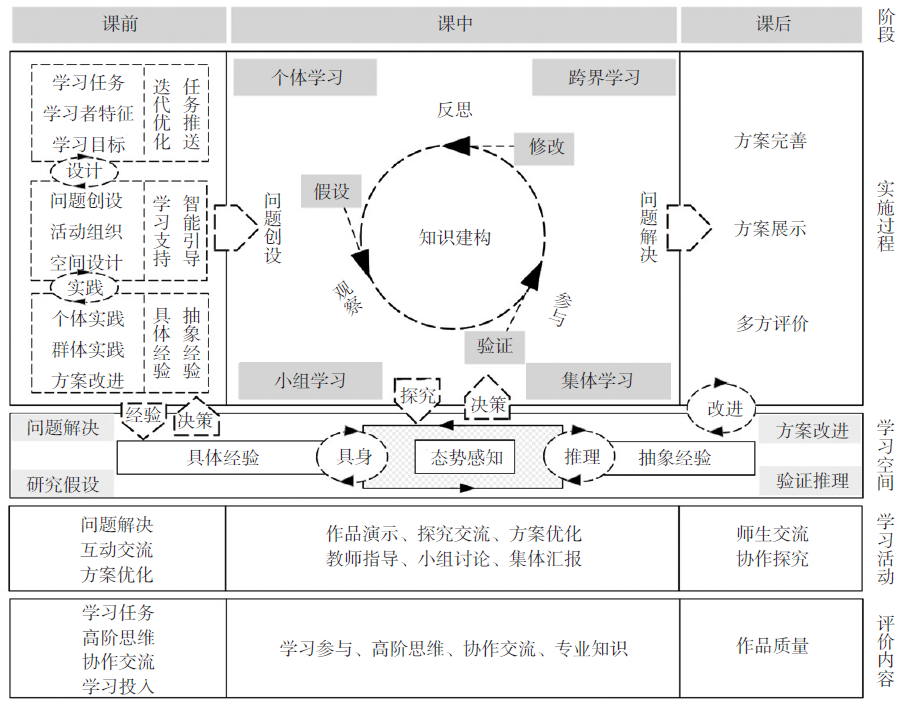 课前
课中
课后
阶段
学习任务
学习者特征
学习目标
迭代优化
任务推送
设计
问题创设
活动组织
空间设计
学习支持
智能引导
实践
个体实践
群体实践
方案改进
具体经验
抽象经验
问题创设
个体学习
跨界学习
反思
修改
假设
知识建构
观察
参与
验证
小组学习
集体学习
问题解决
方案完善
方案展示
多方评价
实施过程
经验
决策
探究
决策
改进
问题解决
研究假设
具体经验
具身
态势感知
推理
抽象经验
方案改进
验证推理
学习空间
问题解决
互动交流
方案优化
作品演示、探究交流、方案优化
教师指导、小组讨论、集体汇报
师生交流
协作探究
学习活动
学习任务
高阶思维
协作交流
学习投入
学习参与、高阶思维、协作交流、专业知识
作品质量
评价内容